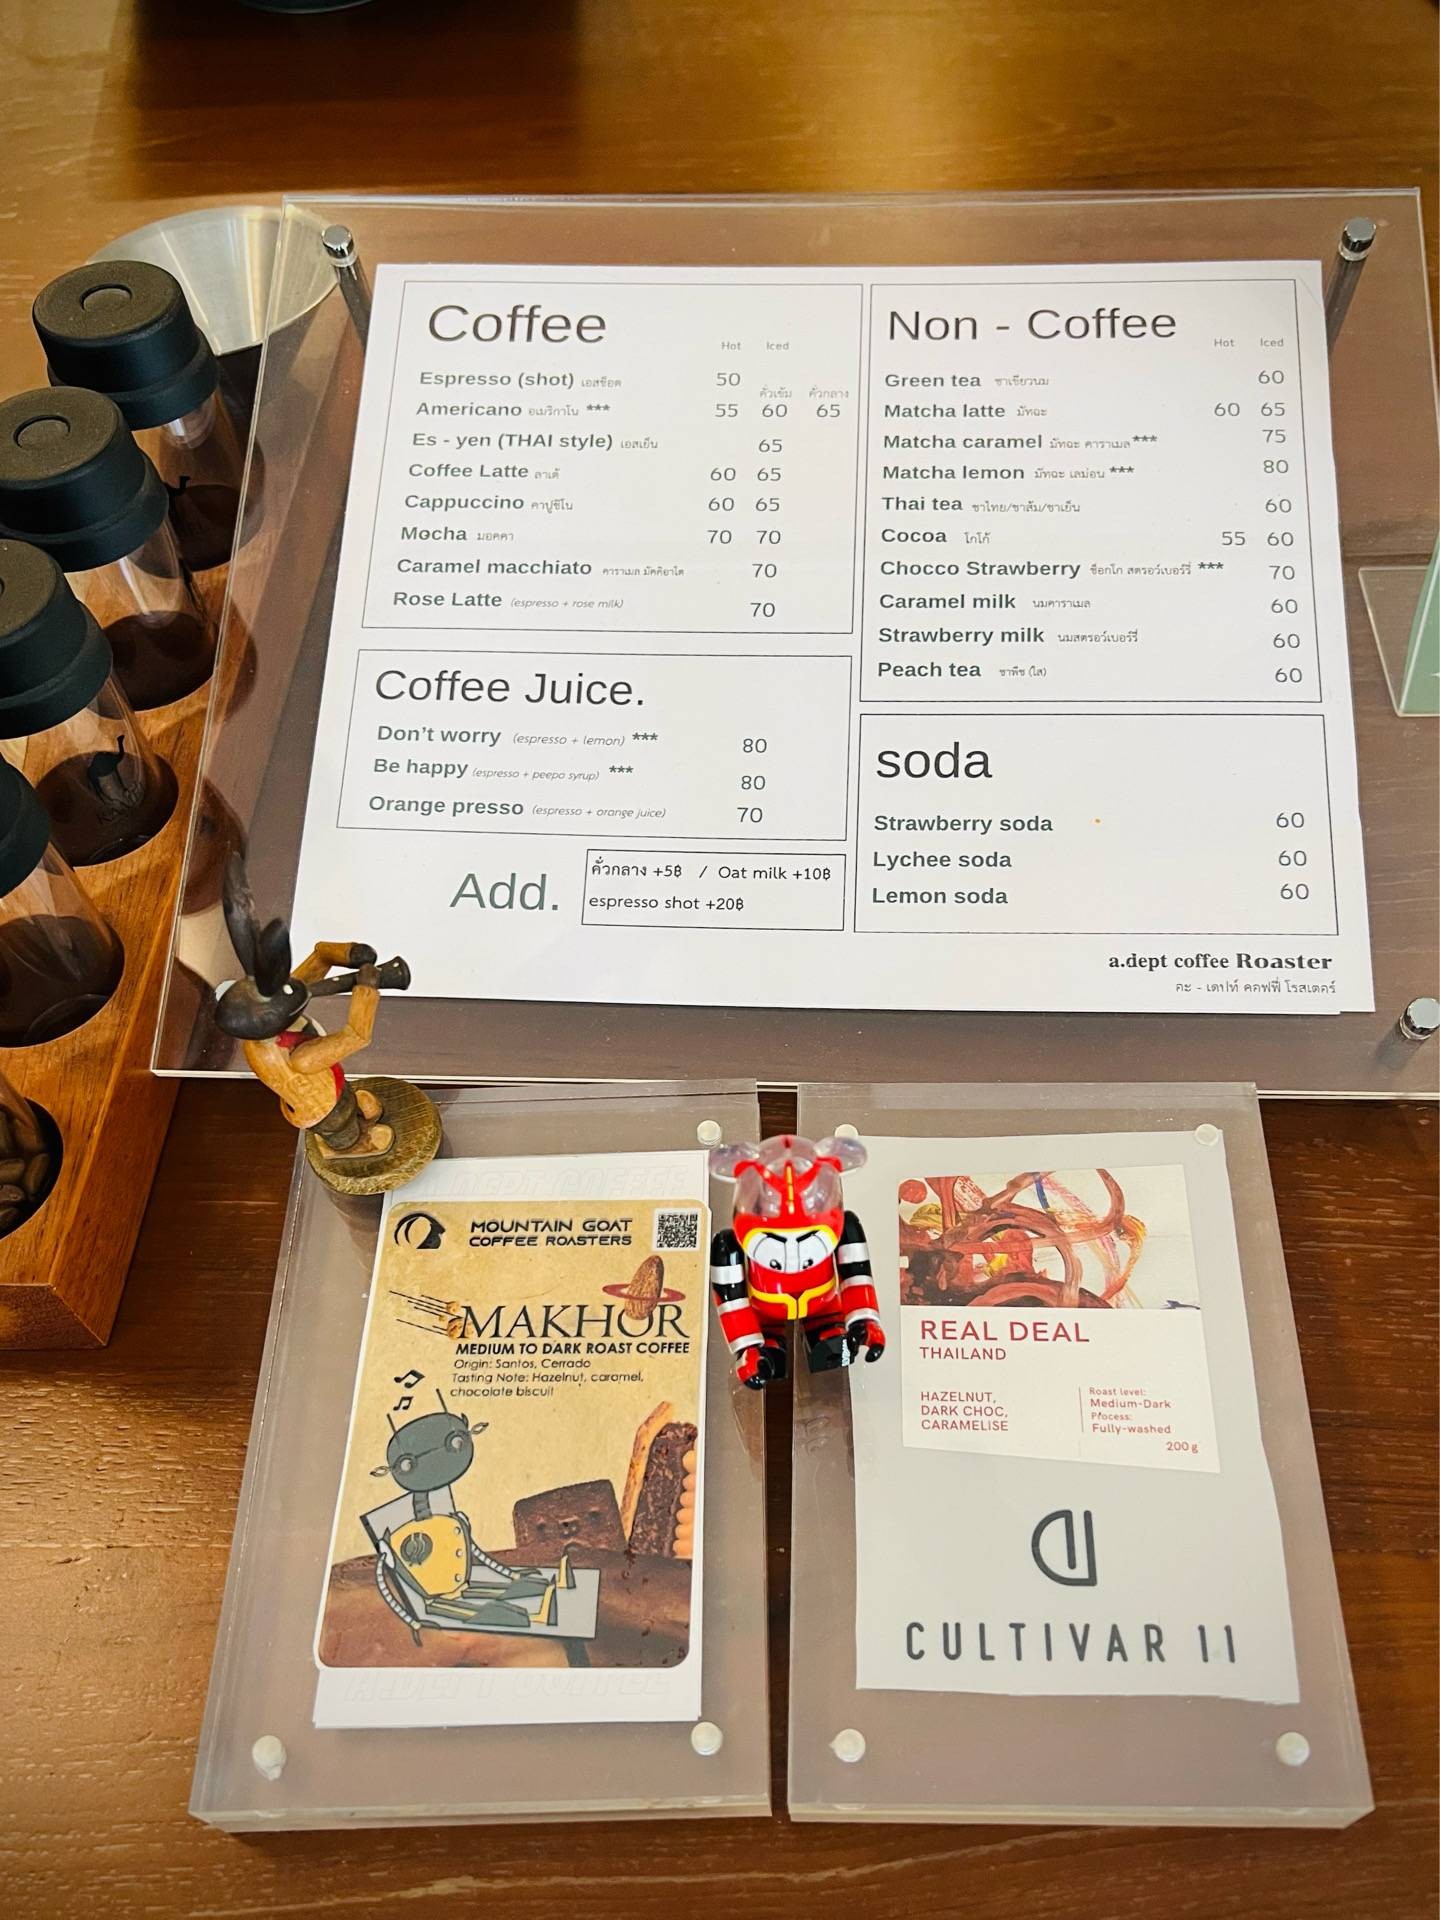 Coffee
Hot Iced
Espresso (shot) เอสช็อต 50
คั่วเข้ม คั่วกลาง
Americano อเมริกาโน *** 55 60 65
Es - yen (THAI style) เอสเย็น 65
Coffee Latte ลาเต้ 60 65
Cappuccino คาปูชิโน 60 65
Mocha มอคคา 70 70
Caramel macchiato คาราเมล มัคคิอาโต 70
Rose Latte (espresso + rose milk) 70
Coffee Juice.
Don't worry (espresso + lemon) *** 80
Be happy (espresso + peepo syrup) *** 80
Orange presso (espresso + orange juice) 70
Add.
คั่วกลาง +5฿ / Oat milk +10฿
espresso shot +20฿
Non - Coffee
Hot Iced
Green tea ชาเขียวนม 60
Matcha latte มัทฉะ 60 65
Matcha caramel มัทฉะ คาราเมล *** 75
Matcha lemon มัทฉะ เลม่อน *** 80
Thai tea ชาไทย/ชาส้ม/ชาเย็น 60
Cocoa โกโก้ 55 60
Chocco Strawberry ช็อกโก สตรอว์เบอร์รี่ *** 70
Caramel milk นมคาราเมล 60
Strawberry milk นมสตรอว์เบอร์รี่ 60
Peach tea ชาพีช (ใส) 60
soda
Strawberry soda 60
Lychee soda 60
Lemon soda 60
a.dept coffee Roaster
อะ - เดปท์ คอฟฟี่ โรสเตอร์
A.DEPT COFFEE
MOUNTAIN GOAT
COFFEE ROASTERS
MAKHOR
MEDIUM TO DARK ROAST COFFEE
Origin: Santos, Cerrado
Tasting Note: Hazelnut, caramel,
chocolate biscuit
A.DEPT COFFEE
REAL DEAL
THAILAND
HAZELNUT,
DARK CHOC,
CARAMELISE
Roast level:
Medium-Dark
Process:
Fully-washed
200 g
CULTIVAR 11